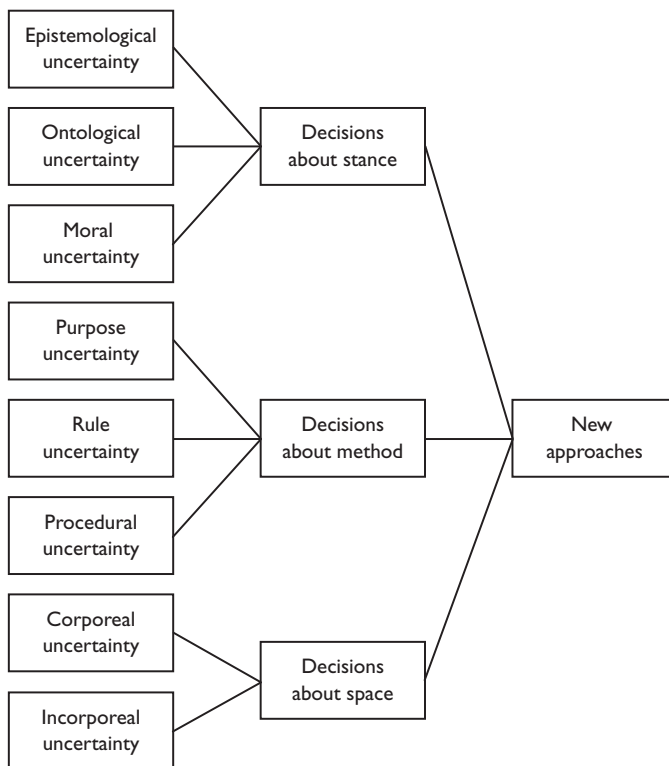 Epistemological
uncertainty
Ontological
uncertainty
Moral
uncertainty
Purpose
uncertainty
Rule
uncertainty
Procedural
uncertainty
Corporeal
uncertainty
Incorporeal
uncertainty
Decisions
about stance
Decisions
about method
Decisions
about space
New
approaches